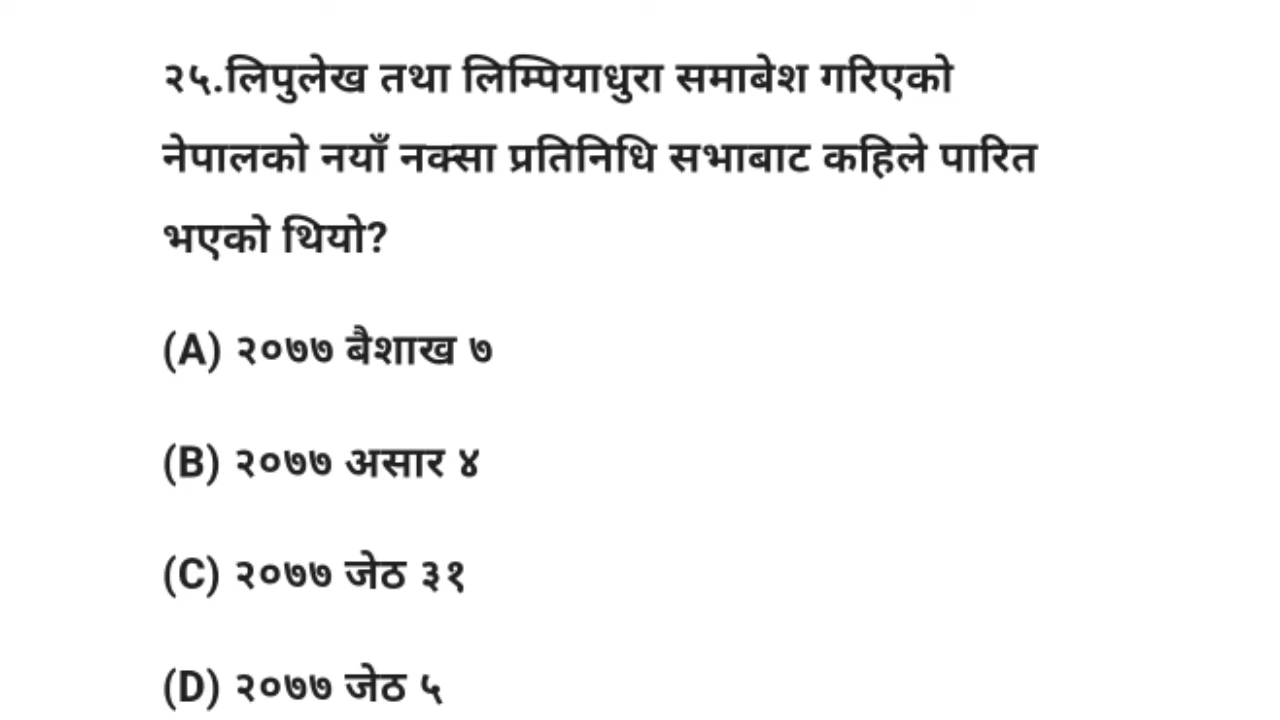 २५.लिपुलेख तथा लिम्पियाधुरा समाबेश गरिएको
नेपालको नयाँ नक्सा प्रतिनिधि सभाबाट कहिले पारित
भएको थियो?
(A) २०७७ बैशाख ७
(B) २०७७ असार ४
(C) २०७७ जेठ ३१
(D) २०७७ जेठ ५